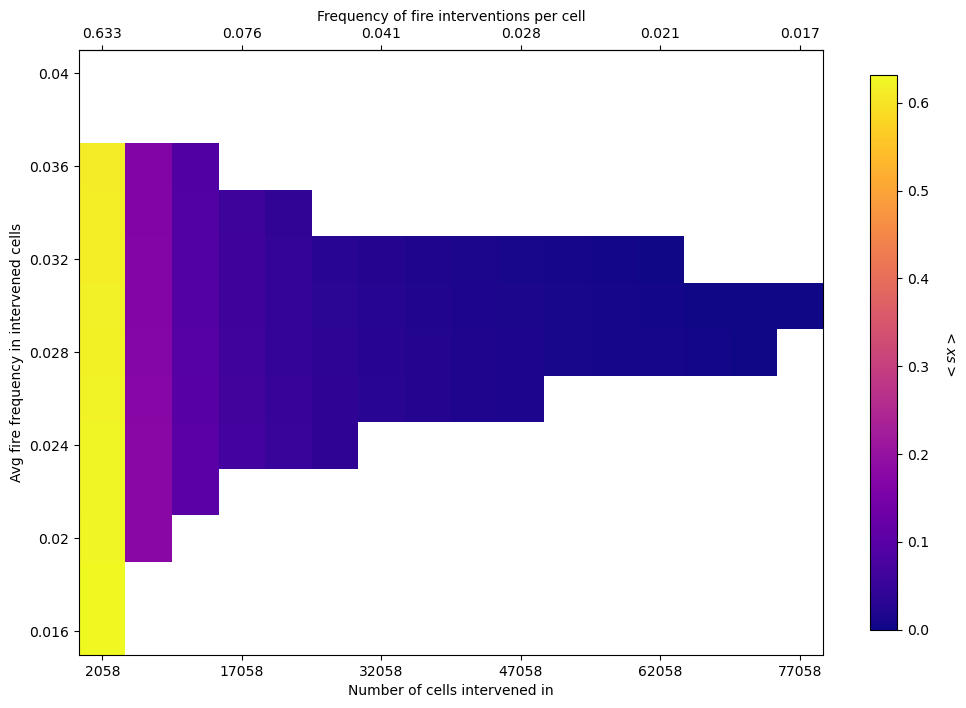 Frequency of fire interventions per cell
0.633 0.076 0.041 0.028 0.021 0.017
0.04
0.036
0.032
0.028
0.024
0.02
0.016
Avg fire frequency in intervened cells
2058 17058 32058 47058 62058 77058
Number of cells intervened in
0.6
0.5
0.4
0.3
0.2
0.1
0.0
< sx >